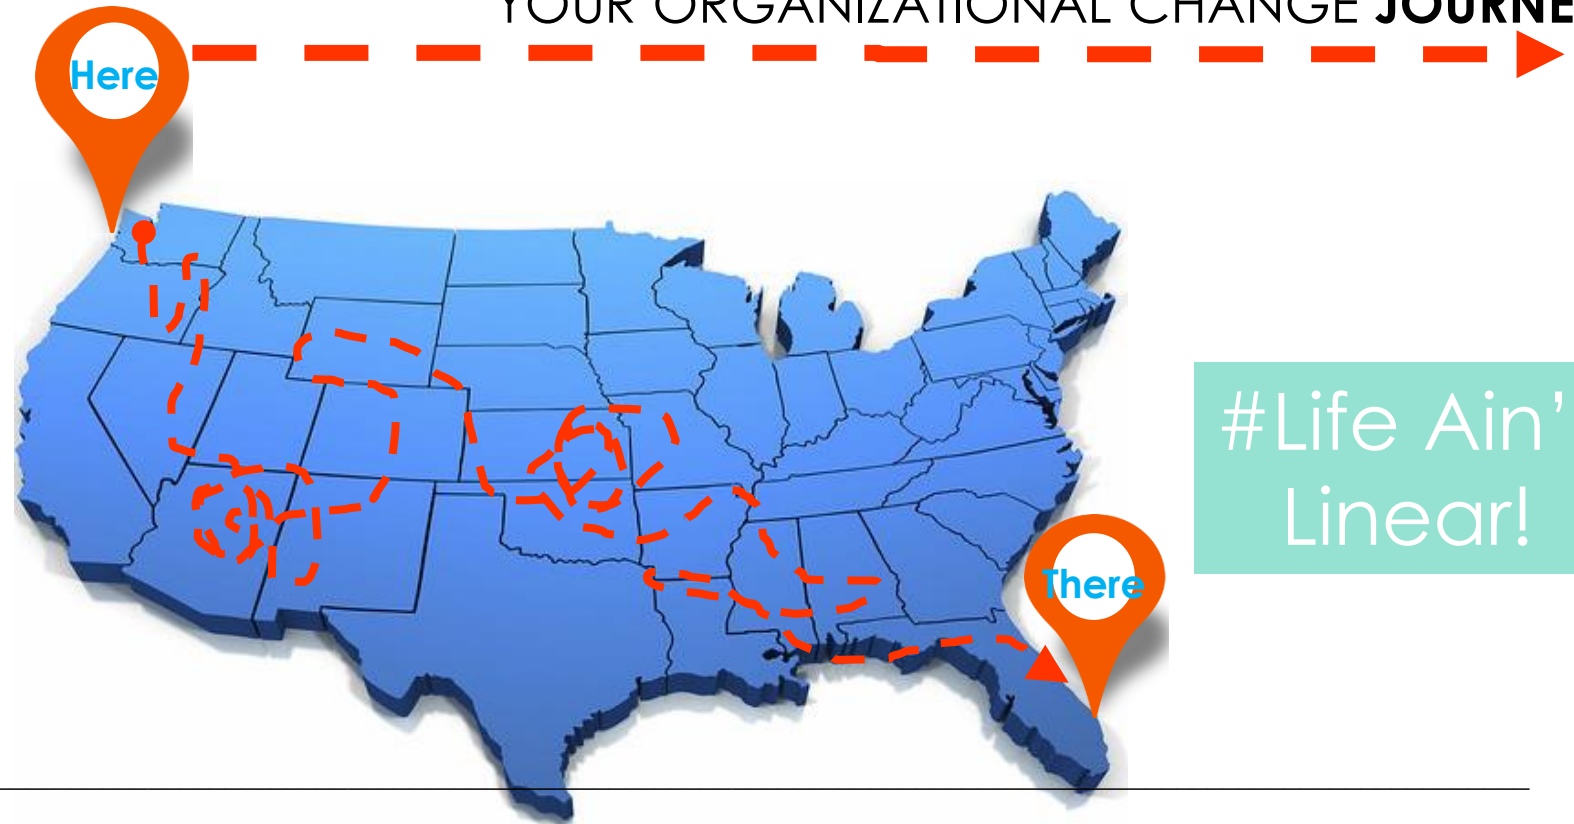 YOUR ORGANIZATIONAL CHANGE JOURNE
Here
#Life Ain'
Linear!
There